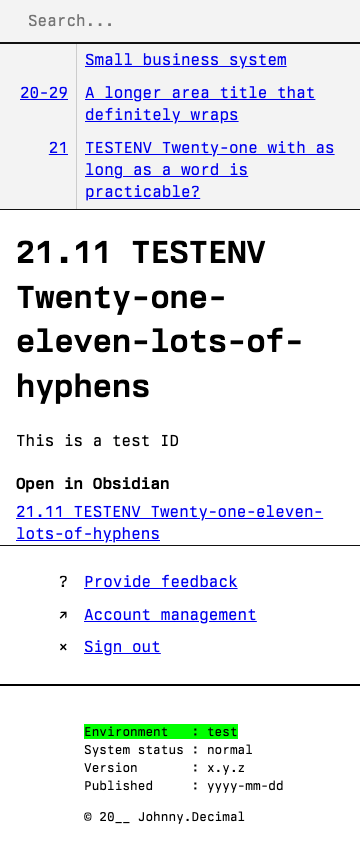 Search...
Small business system
20-29 A longer area title that
definitely wraps
21 TESTENV Twenty-one with as
long as a word is
practicable?
21.11 TESTENV
Twenty-one-
eleven-lots-of-
hyphens
This is a test ID
Open in Obsidian
21.11 TESTENV Twenty-one-eleven-
lots-of-hyphens
? Provide feedback
↗ Account management
× Sign out
Environment : test
System status : normal
Version : x.y.z
Published : yyyy-mm-dd
© 20__ Johnny.Decimal